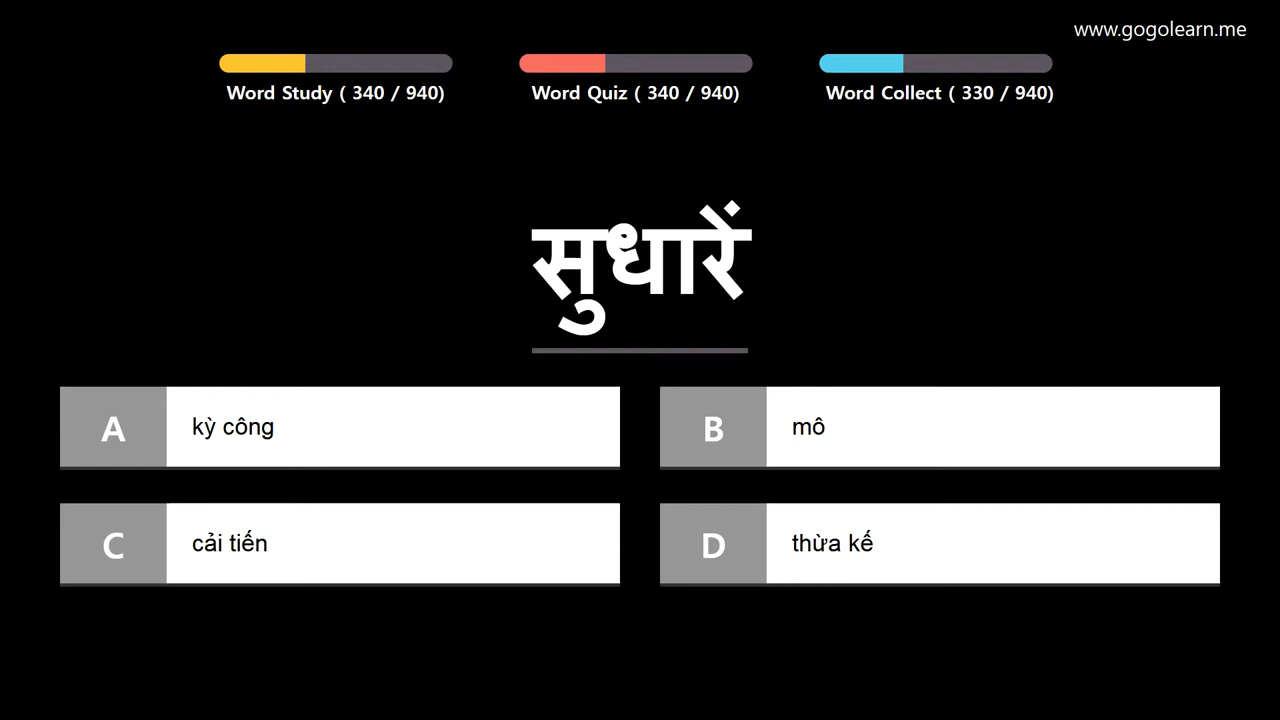 www.gogolearn.me
Word Study ( 340 / 940)
Word Quiz ( 340 / 940)
Word Collect ( 330 / 940)
सुधारें
A kỳ công
B mô
C cải tiến
D thừa kế